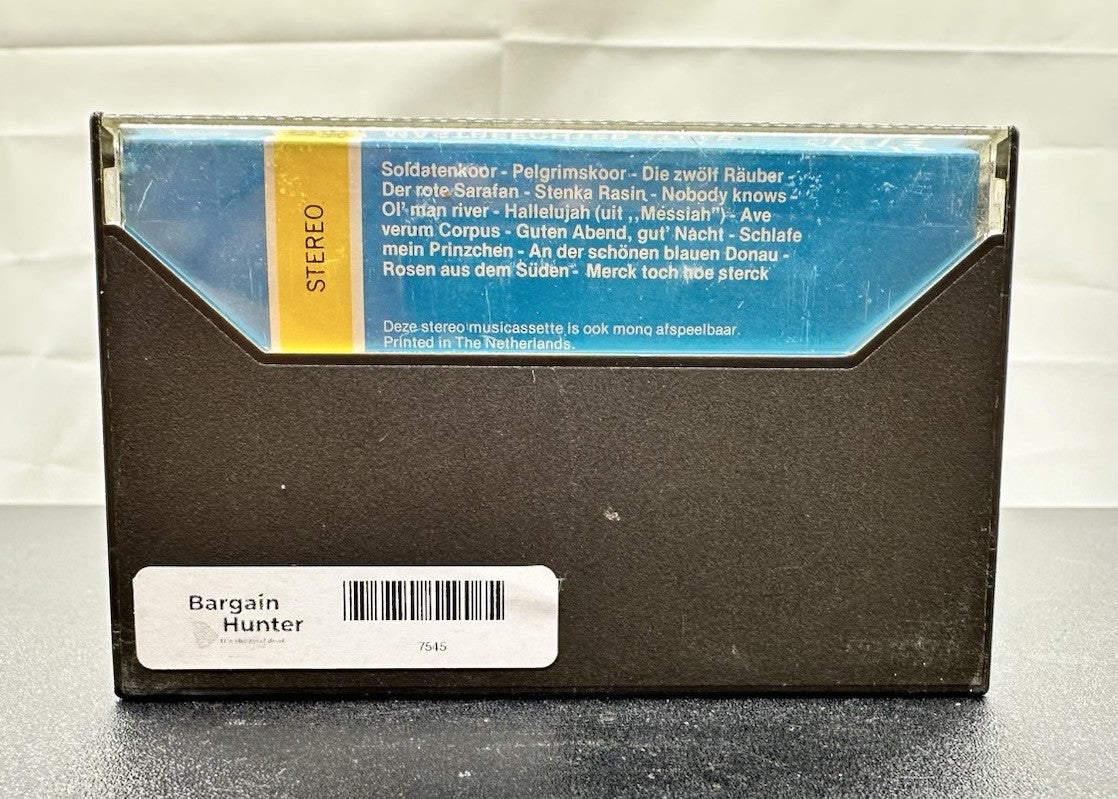 STEREO
Soldatenkoor - Pelgrimskoor - Die zwölf Räuber -
Der rote Sarafan - Stenka Rasin - Nobody knows -
Ol' man river - Hallelujah (uit ,,Messiah") - Ave
verum Corpus - Guten Abend, gut' Nacht - Schlafe
mein Prinzchen - An der schönen blauen Donau -
Rosen aus dem Süden - Merck toch hoe sterck
Deze stereo musicassette is ook mono afspeelbaar.
Printed in The Netherlands.
Bargain
Hunter
7545